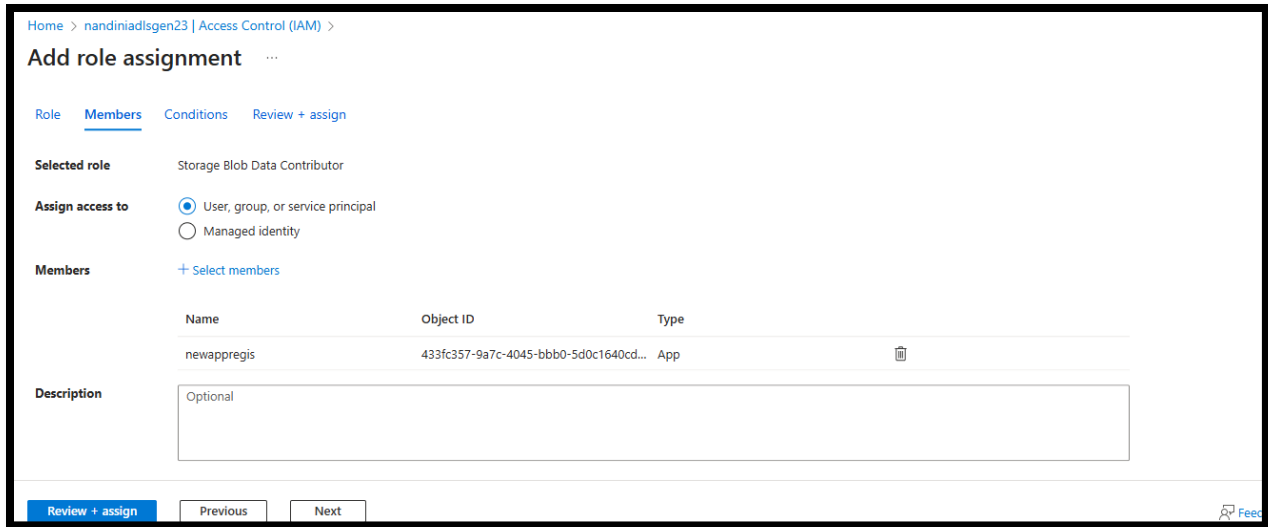 Home > nandiniadlsgen23 | Access Control (IAM) >
Add role assignment ...
Role Members Conditions Review + assign
Selected role Storage Blob Data Contributor
Assign access to User, group, or service principal
Managed identity
Members + Select members
Name Object ID Type
newappregis 433fc357-9a7c-4045-bbb0-5d0c1640cd... App
Description Optional
Review + assign Previous Next Feed